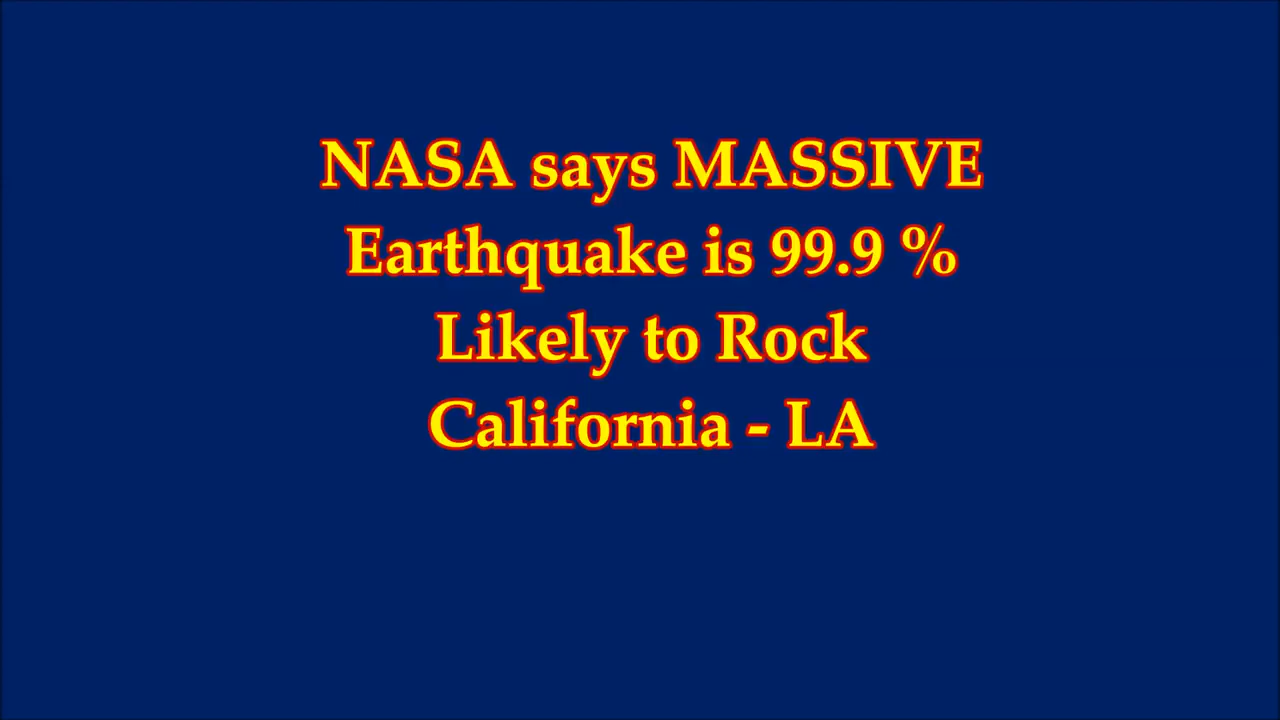 NASA says MASSIVE
Earthquake is 99.9 %
Likely to Rock
California - LA